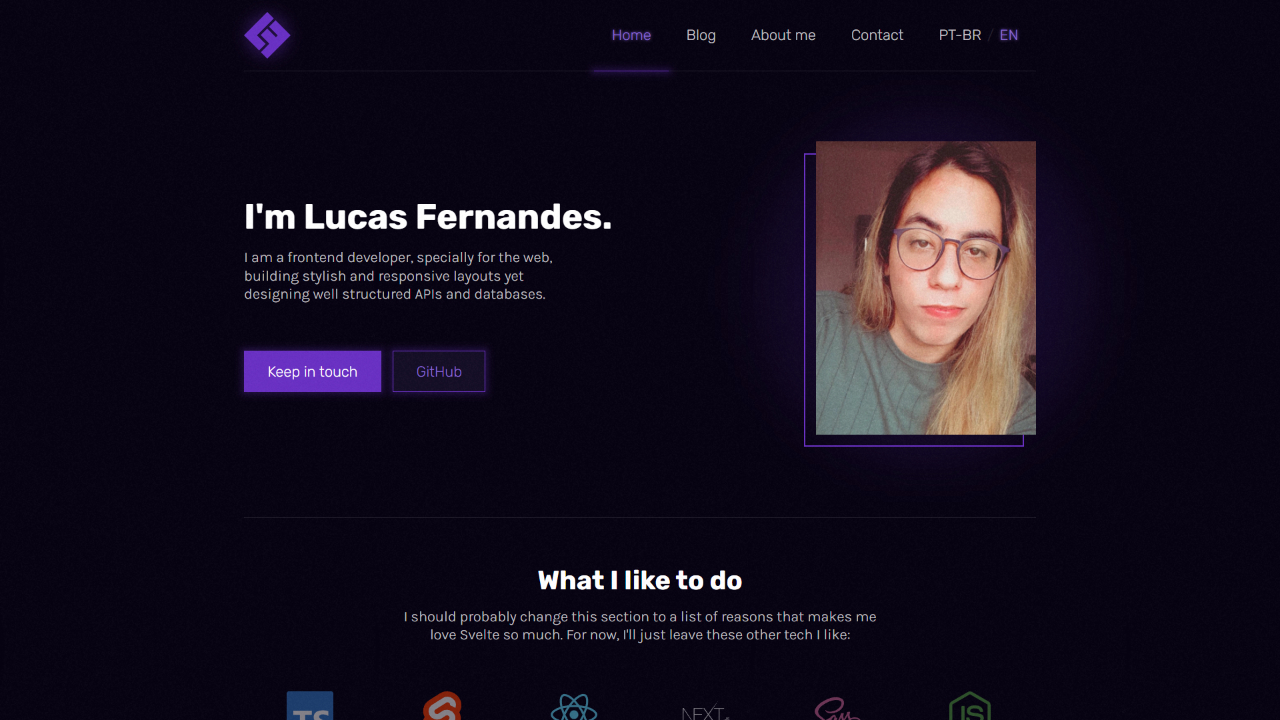 Home Blog About me Contact PT-BR / EN
I'm Lucas Fernandes.
I am a frontend developer, specially for the web,
building stylish and responsive layouts yet
designing well structured APIs and databases.
Keep in touch GitHub
What I like to do
I should probably change this section to a list of reasons that makes me
love Svelte so much. For now, I'll just leave these other tech I like:
TS NEXT. Sass JS